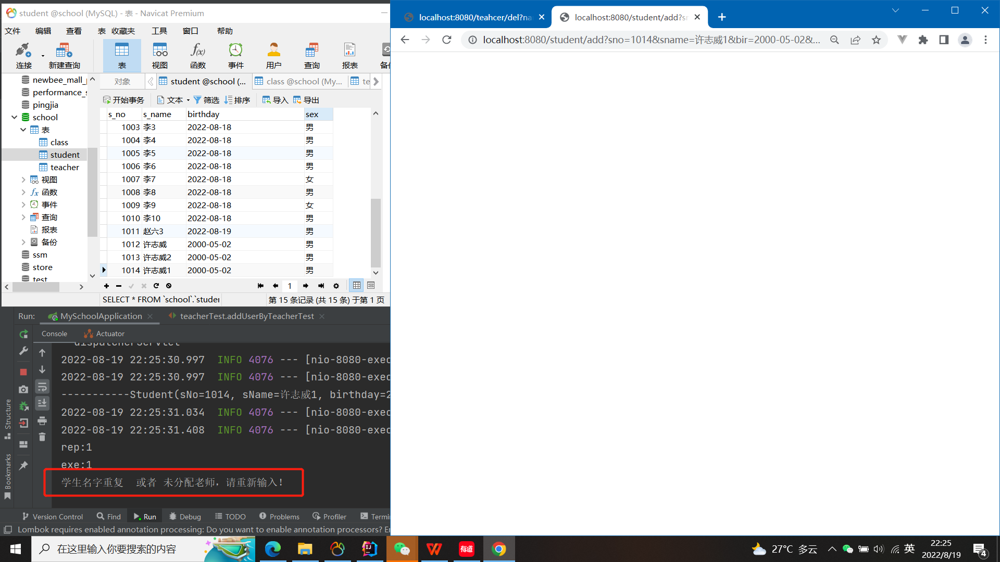 student @school (MySQL) - 表 - Navicat Premium
文件 编辑 查看 表 收藏夹 工具 窗口 帮助
连接 新建查询 表 视图 函数 事件 用户 查询 报表 备份
newbee_mall_
performance_s
pingjia
school
表
class
student
teacher
视图
函数
事件
查询
报表
备份
ssm
store
test
对象 student @school (... class @school (My... te
开始事务 文本 筛选 排序 导入 导出
s_no s_name birthday sex
1003 李3 2022-08-18 男
1004 李4 2022-08-18 男
1005 李5 2022-08-18 男
1006 李6 2022-08-18 男
1007 李7 2022-08-18 女
1008 李8 2022-08-18 男
1009 李9 2022-08-18 女
1010 李10 2022-08-18 男
1011 赵六3 2022-08-19 男
1012 许志威 2000-05-02 男
1013 许志威2 2000-05-02 男
1014 许志威1 2000-05-02 男
1
SELECT * FROM `school`.`studer 第 15 条记录 (共 15 条) 于第 1 页
Run: MySchoolApplication teacherTest.addUserByTeacherTest
Console Actuator
dispatcherServlet
2022-08-19 22:25:30.997 INFO 4076 --- [nio-8080-exec
2022-08-19 22:25:30.997 INFO 4076 --- [nio-8080-exec
-----------Student(sNo=1014, sName=许志威1, birthday=2
2022-08-19 22:25:31.034 INFO 4076 --- [nio-8080-exec
2022-08-19 22:25:31.408 INFO 4076 --- [nio-8080-exec
rep:1
exe:1
学生名字重复 或者 未分配老师，请重新输入！
Structure
Bookmarks
Version Control Find Run Debug TODO Problems Profiler Termi
Lombok requires enabled annotation processing: Do you want to enable annotation processors? E
localhost:8080/teahcer/del?na localhost:8080/student/add?sn
localhost:8080/student/add?sno=1014&sname=许志威1&bir=2000-05-02&...
在这里输入你要搜索的内容
有道
27°C 多云
英
22:25
2022/8/19
4